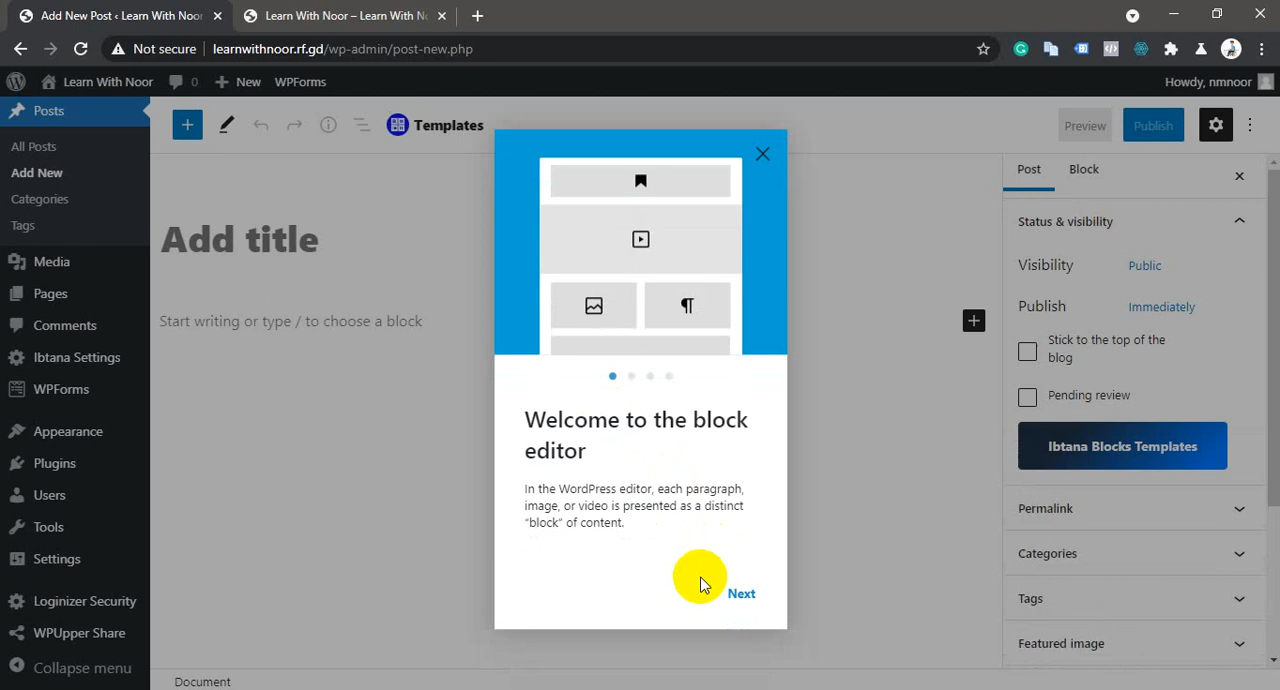 Add New Post ‹ Learn With Noor
Learn With Noor – Learn With N
Not secure
learnwithnoor.rf.gd/wp-admin/post-new.php
Learn With Noor
0
New
WPForms
Howdy, nmnoor
Posts
All Posts
Add New
Categories
Tags
Media
Pages
Comments
Ibtana Settings
WPForms
Appearance
Plugins
Users
Tools
Settings
Loginizer Security
WPUpper Share
Collapse menu
Templates
Preview
Publish
Add title
Start writing or type / to choose a block
Welcome to the block
editor
In the WordPress editor, each paragraph,
image, or video is presented as a distinct
“block” of content.
Next
Post
Block
Status & visibility
Visibility
Public
Publish
Immediately
Stick to the top of the
blog
Pending review
Ibtana Blocks Templates
Permalink
Categories
Tags
Featured image
Document